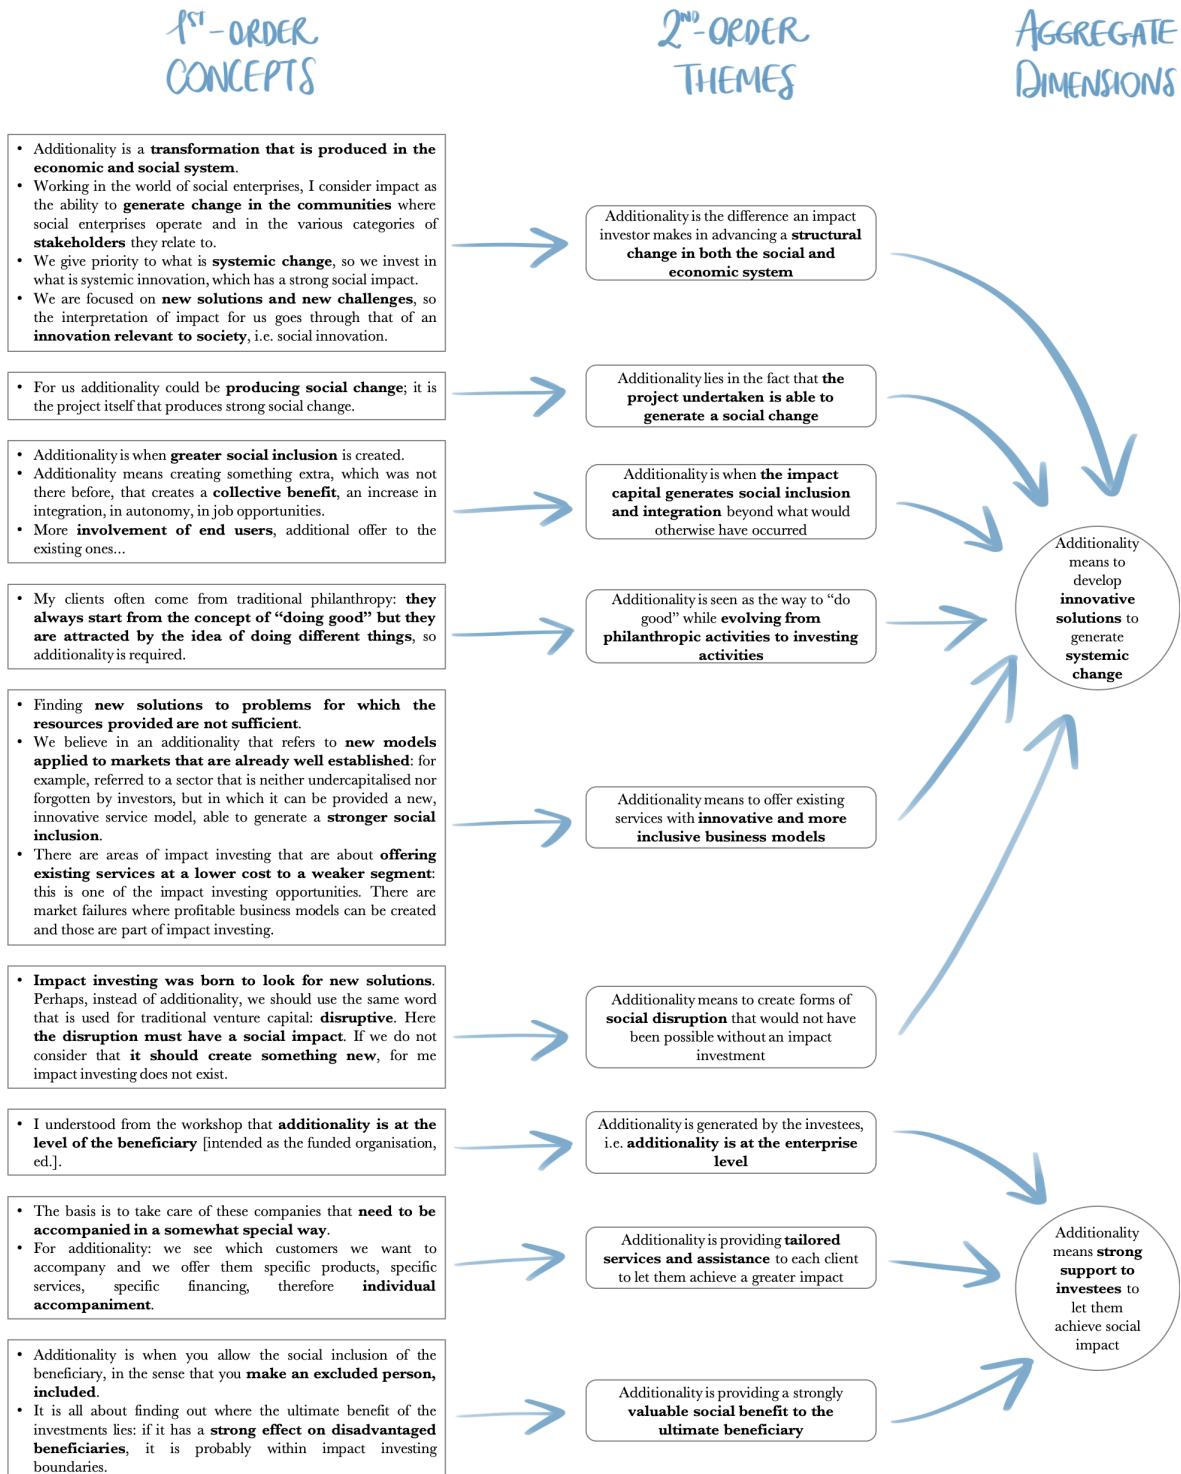 1ST-ORDER
CONCEPTS
2ND-ORDER
THEMES
AGGREGATE
DIMENSIONS
• Additionality is a transformation that is produced in the
economic and social system.
• Working in the world of social enterprises, I consider impact as
the ability to generate change in the communities where
social enterprises operate and in the various categories of
stakeholders they relate to.
• We give priority to what is systemic change, so we invest in
what is systemic innovation, which has a strong social impact.
• We are focused on new solutions and new challenges, so
the interpretation of impact for us goes through that of an
innovation relevant to society, i.e. social innovation.
Additionality is the difference an impact
investor makes in advancing a structural
change in both the social and
economic system
• For us additionality could be producing social change; it is
the project itself that produces strong social change.
Additionality lies in the fact that the
project undertaken is able to
generate a social change
• Additionality is when greater social inclusion is created.
• Additionality means creating something extra, which was not
there before, that creates a collective benefit, an increase in
integration, in autonomy, in job opportunities.
• More involvement of end users, additional offer to the
existing ones...
Additionality is when the impact
capital generates social inclusion
and integration beyond what would
otherwise have occurred
• My clients often come from traditional philanthropy: they
always start from the concept of “doing good” but they
are attracted by the idea of doing different things, so
additionality is required.
Additionality is seen as the way to “do
good” while evolving from
philanthropic activities to investing
activities
Additionality
means to
develop
innovative
solutions to
generate
systemic
change
• Finding new solutions to problems for which the
resources provided are not sufficient.
• We believe in an additionality that refers to new models
applied to markets that are already well established: for
example, referred to a sector that is neither undercapitalised nor
forgotten by investors, but in which it can be provided a new,
innovative service model, able to generate a stronger social
inclusion.
• There are areas of impact investing that are about offering
existing services at a lower cost to a weaker segment:
this is one of the impact investing opportunities. There are
market failures where profitable business models can be created
and those are part of impact investing.
Additionality means to offer existing
services with innovative and more
inclusive business models
• Impact investing was born to look for new solutions.
Perhaps, instead of additionality, we should use the same word
that is used for traditional venture capital: disruptive. Here
the disruption must have a social impact. If we do not
consider that it should create something new, for me
impact investing does not exist.
Additionality means to create forms of
social disruption that would not have
been possible without an impact
investment
• I understood from the workshop that additionality is at the
level of the beneficiary [intended as the funded organisation,
ed.].
Additionality is generated by the investees,
i.e. additionality is at the enterprise
level
• The basis is to take care of these companies that need to be
accompanied in a somewhat special way.
• For additionality: we see which customers we want to
accompany and we offer them specific products, specific
services, specific financing, therefore individual
accompaniment.
Additionality is providing tailored
services and assistance to each client
to let them achieve a greater impact
Additionality
means strong
support to
investees to
let them
achieve social
impact
• Additionality is when you allow the social inclusion of the
beneficiary, in the sense that you make an excluded person,
included.
• It is all about finding out where the ultimate benefit of the
investments lies: if it has a strong effect on disadvantaged
beneficiaries, it is probably within impact investing
boundaries.
Additionality is providing a strongly
valuable social benefit to the
ultimate beneficiary